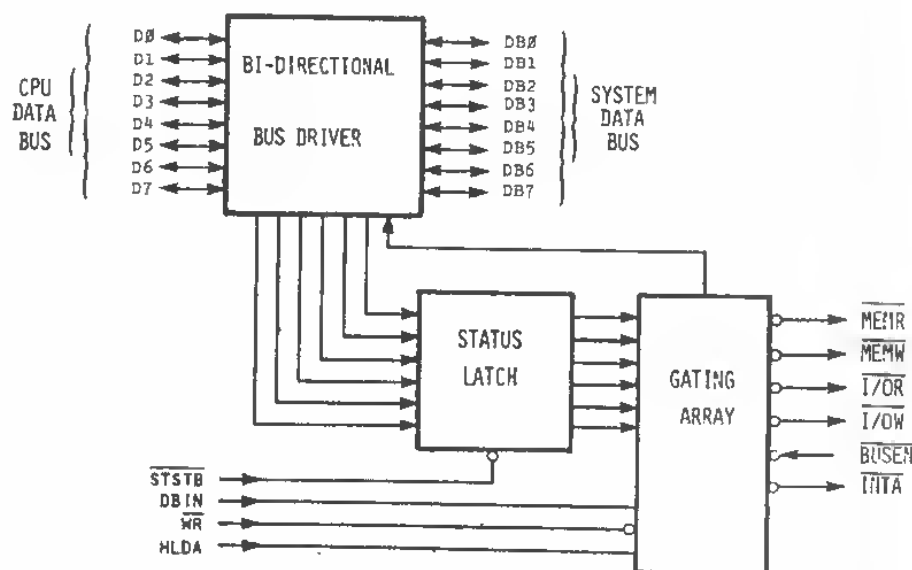 CPU
DATA
BUS
DØ
D1
D2
D3
D4
D5
D6
D7
BI-DIRECTIONAL
BUS DRIVER
DBØ
DB1
DB2
DB3
DB4
DB5
DB6
DB7
SYSTEM
DATA
BUS
STATUS
LATCH
GATING
ARRAY
MEMR
MEMW
I/OR
I/OW
BUSEN
INTA
STSTB
DBIN
WR
HLDA